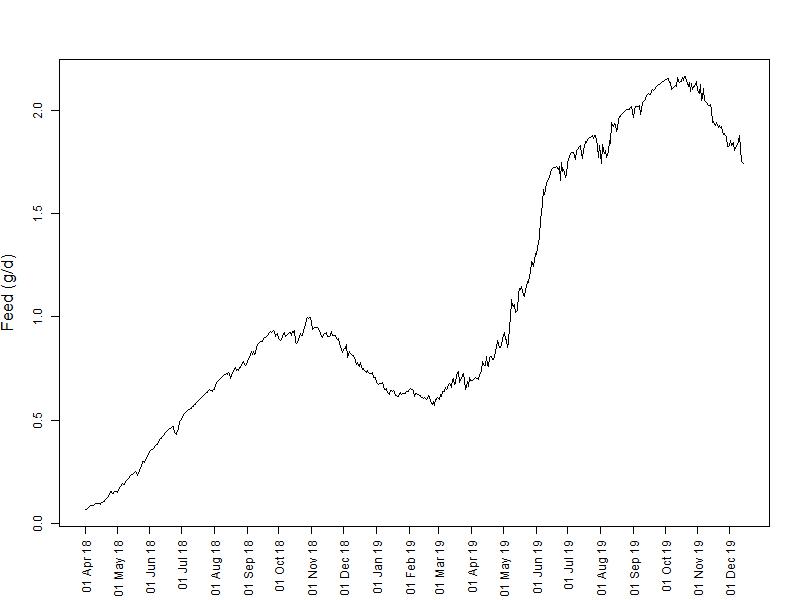 Feed (g/d)
2.0
1.5
1.0
0.5
0.0
01 Apr 18
01 May 18
01 Jun 18
01 Jul 18
01 Aug 18
01 Sep 18
01 Oct 18
01 Nov 18
01 Dec 18
01 Jan 19
01 Feb 19
01 Mar 19
01 Apr 19
01 May 19
01 Jun 19
01 Jul 19
01 Aug 19
01 Sep 19
01 Oct 19
01 Nov 19
01 Dec 19